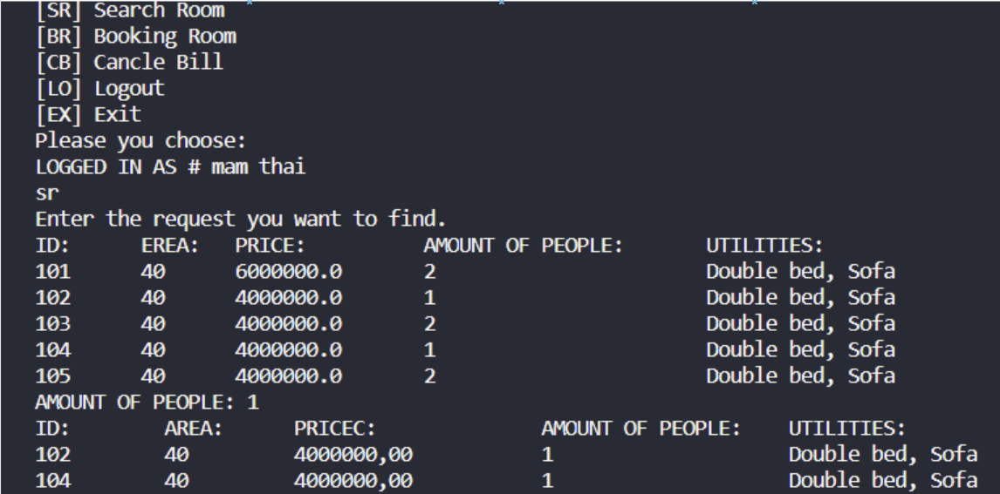 [SR] Search Room
[BR] Booking Room
[CB] Cancle Bill
[LO] Logout
[EX] Exit
Please you choose:
LOGGED IN AS # mam thai
sr
Enter the request you want to find.
ID: EREA: PRICE: AMOUNT OF PEOPLE: UTILITIES:
101 40 6000000.0 2 Double bed, Sofa
102 40 4000000.0 1 Double bed, Sofa
103 40 4000000.0 2 Double bed, Sofa
104 40 4000000.0 1 Double bed, Sofa
105 40 4000000.0 2 Double bed, Sofa
AMOUNT OF PEOPLE: 1
ID: AREA: PRICEC: AMOUNT OF PEOPLE: UTILITIES:
102 40 4000000,00 1 Double bed, Sofa
104 40 4000000,00 1 Double bed, Sofa